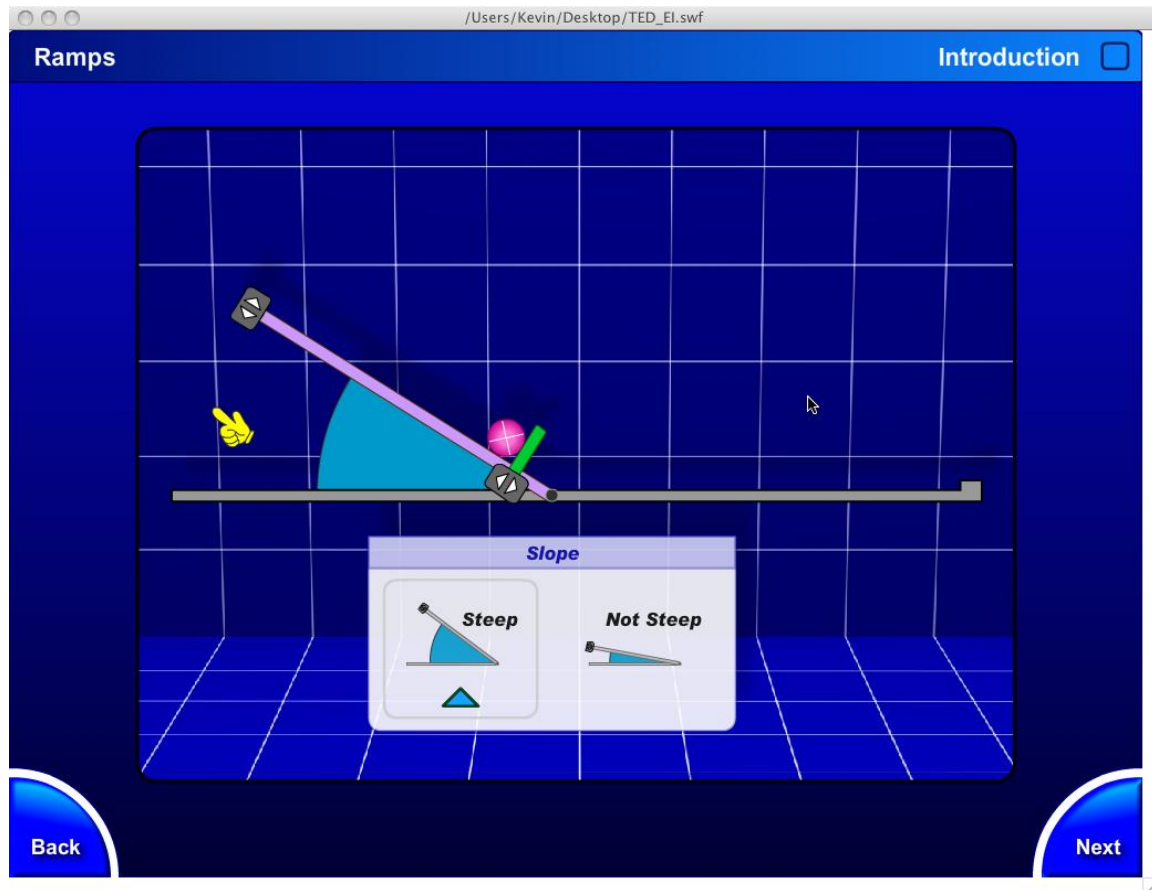 /Users/Kevin/Desktop/TED_EI.swf
Ramps
Introduction
Slope
Steep
Not Steep
Back
Next